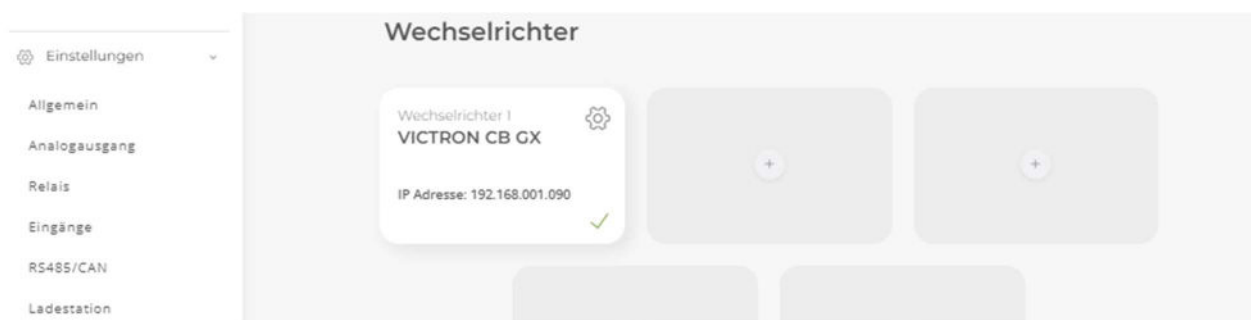 Wechselrichter
Einstellungen
Allgemein
Analogausgang
Relais
Eingänge
RS485/CAN
Ladestation
Wechselrichter 1
VICTRON CB GX
IP Adresse: 192.168.001.090
+
+